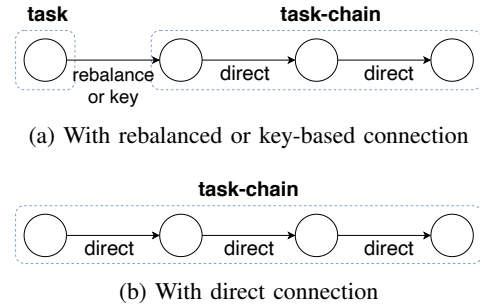 task task-chain
rebalance
or key
direct direct
(a) With rebalanced or key-based connection
task-chain
direct direct direct
(b) With direct connection